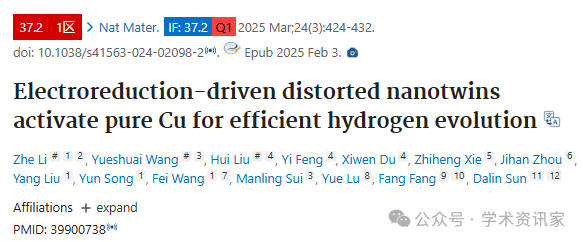 37.2 1区 Nat Mater. IF: 37.2 Q1 2025 Mar;24(3):424-432.
doi: 10.1038/s41563-024-02098-2 Epub 2025 Feb 3.
Electroreduction-driven distorted nanotwins
activate pure Cu for efficient hydrogen evolution
Zhe Li # 1 2, Yueshuai Wang # 3, Hui Liu # 4, Yi Feng 4, Xiwen Du 4, Zhiheng Xie 5, Jihan Zhou 6,
Yang Liu 1, Yun Song 1, Fei Wang 1 7, Manling Sui 3, Yue Lu 8, Fang Fang 9 10, Dalin Sun 11 12
Affiliations + expand
PMID: 39900738
公众号·学术资讯家